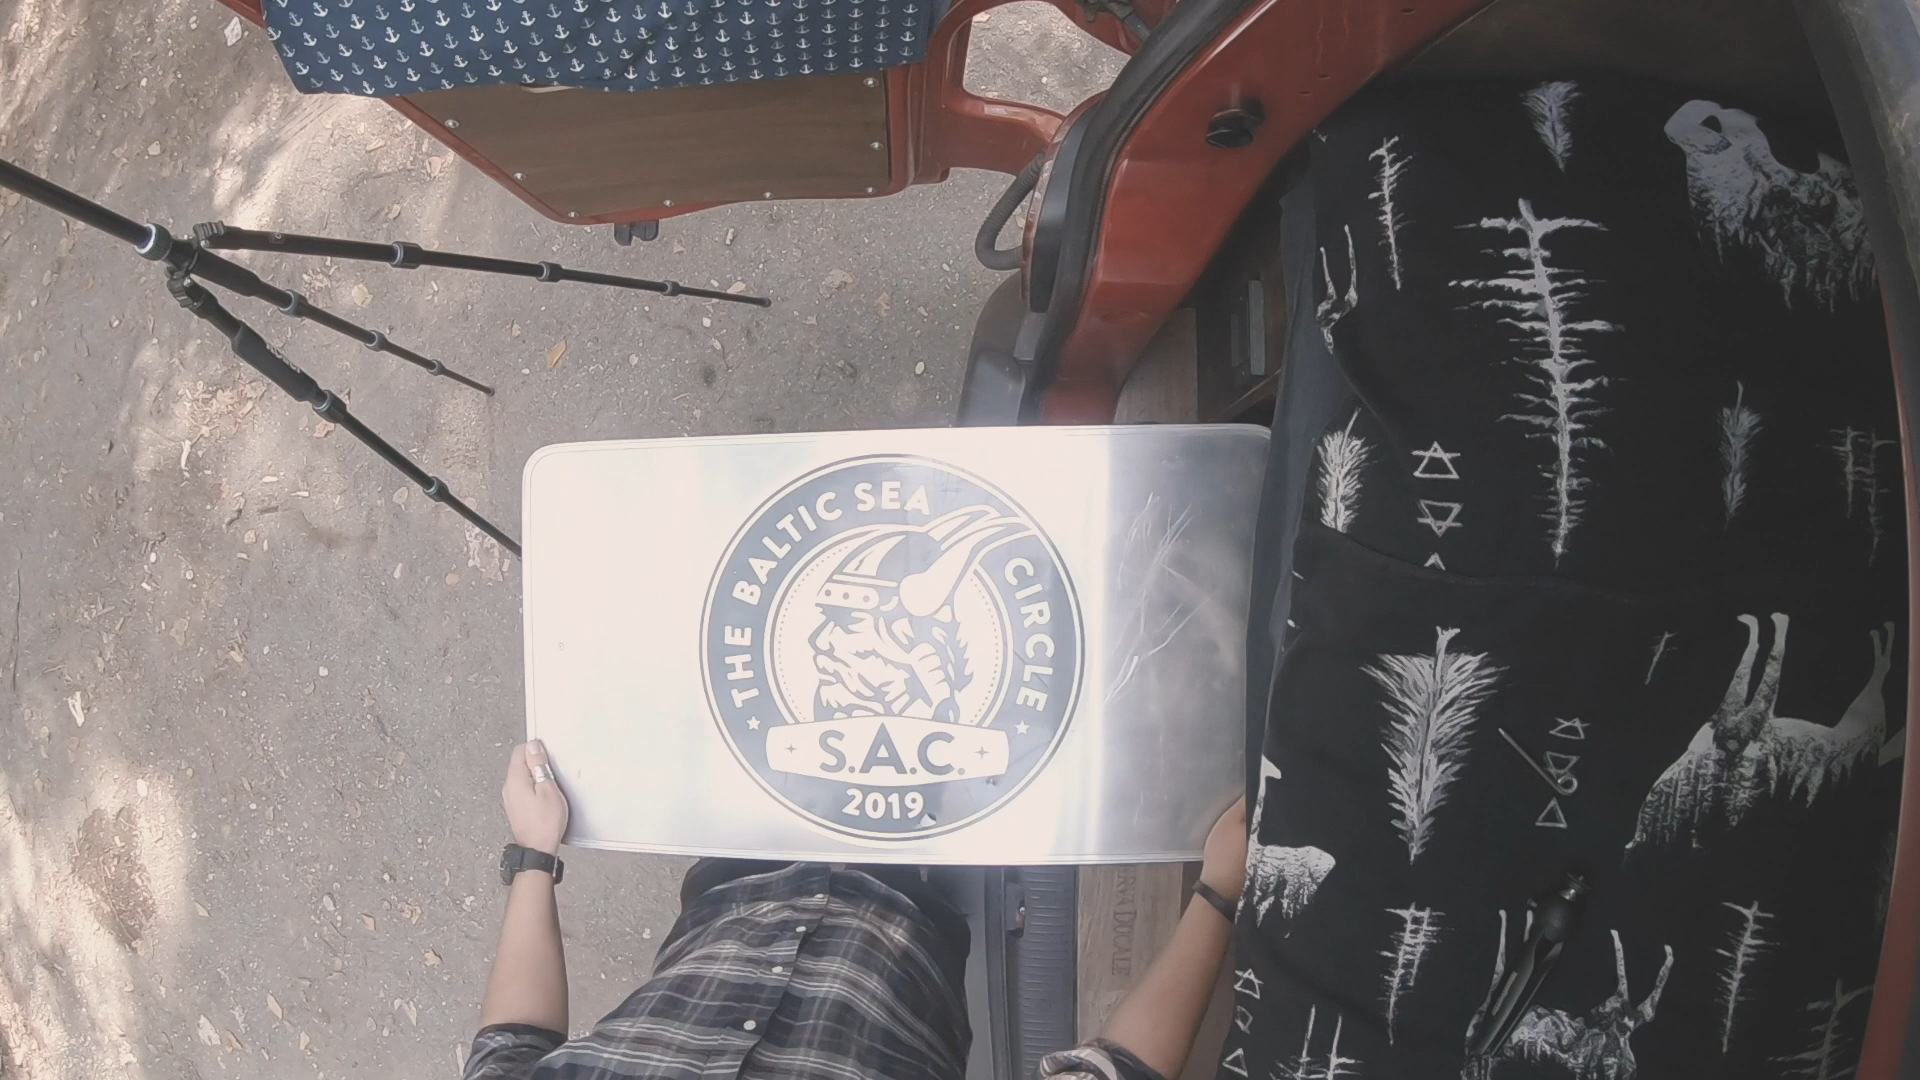 THE BALTIC SEA CIRCLE
S.A.C.
2019